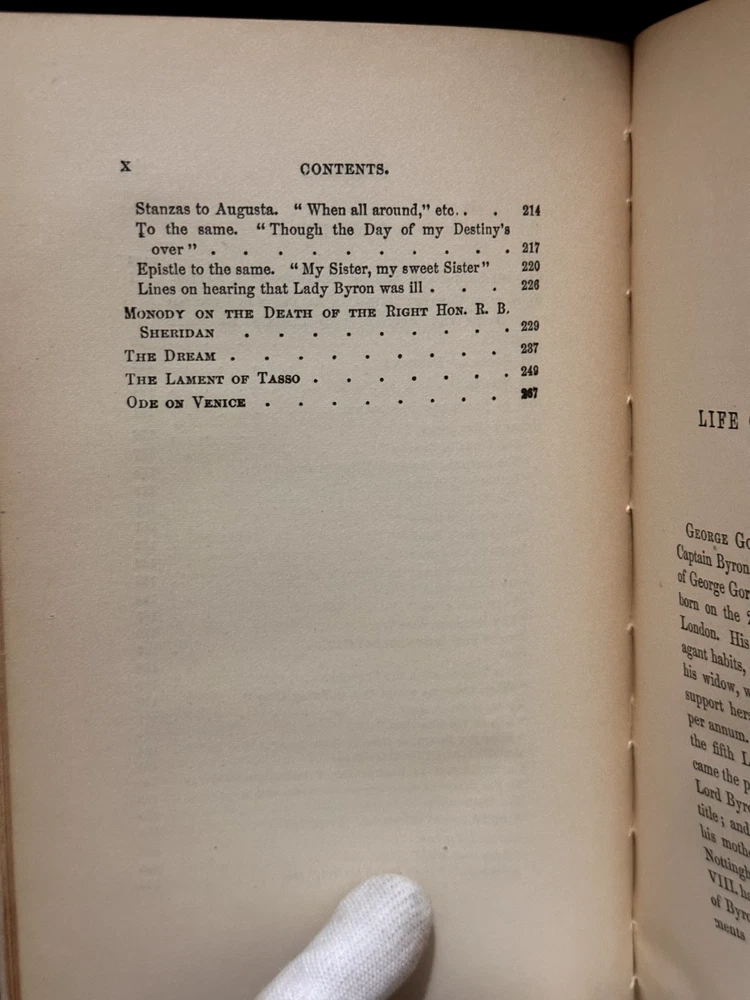 X CONTENTS.
Stanzas to Augusta. “ When all around,” etc. . . 214
To the same. “Though the Day of my Destiny's
over ” . . . . . . . . . . 217
Epistle to the same. “ My Sister, my sweet Sister” 220
Lines on hearing that Lady Byron was ill . . . 226
MONODY ON THE DEATH OF THE RIGHT HON. R. B.
SHERIDAN . . . . . . . . . 229
THE DREAM . . . . . . . . . 237
THE LAMENT OF TASSO . . . . . . . 249
ODE ON VENICE . . . . . . . . 267
LIFE
GEORGE
Captain Byron
of George Gor
born on the
London. His
agant habits,
his widow, w
support her
per annum.
the fifth L
came the p
Lord Byr
title ; and
his moth
Nottingh
VIII. ha
of Byr
ments